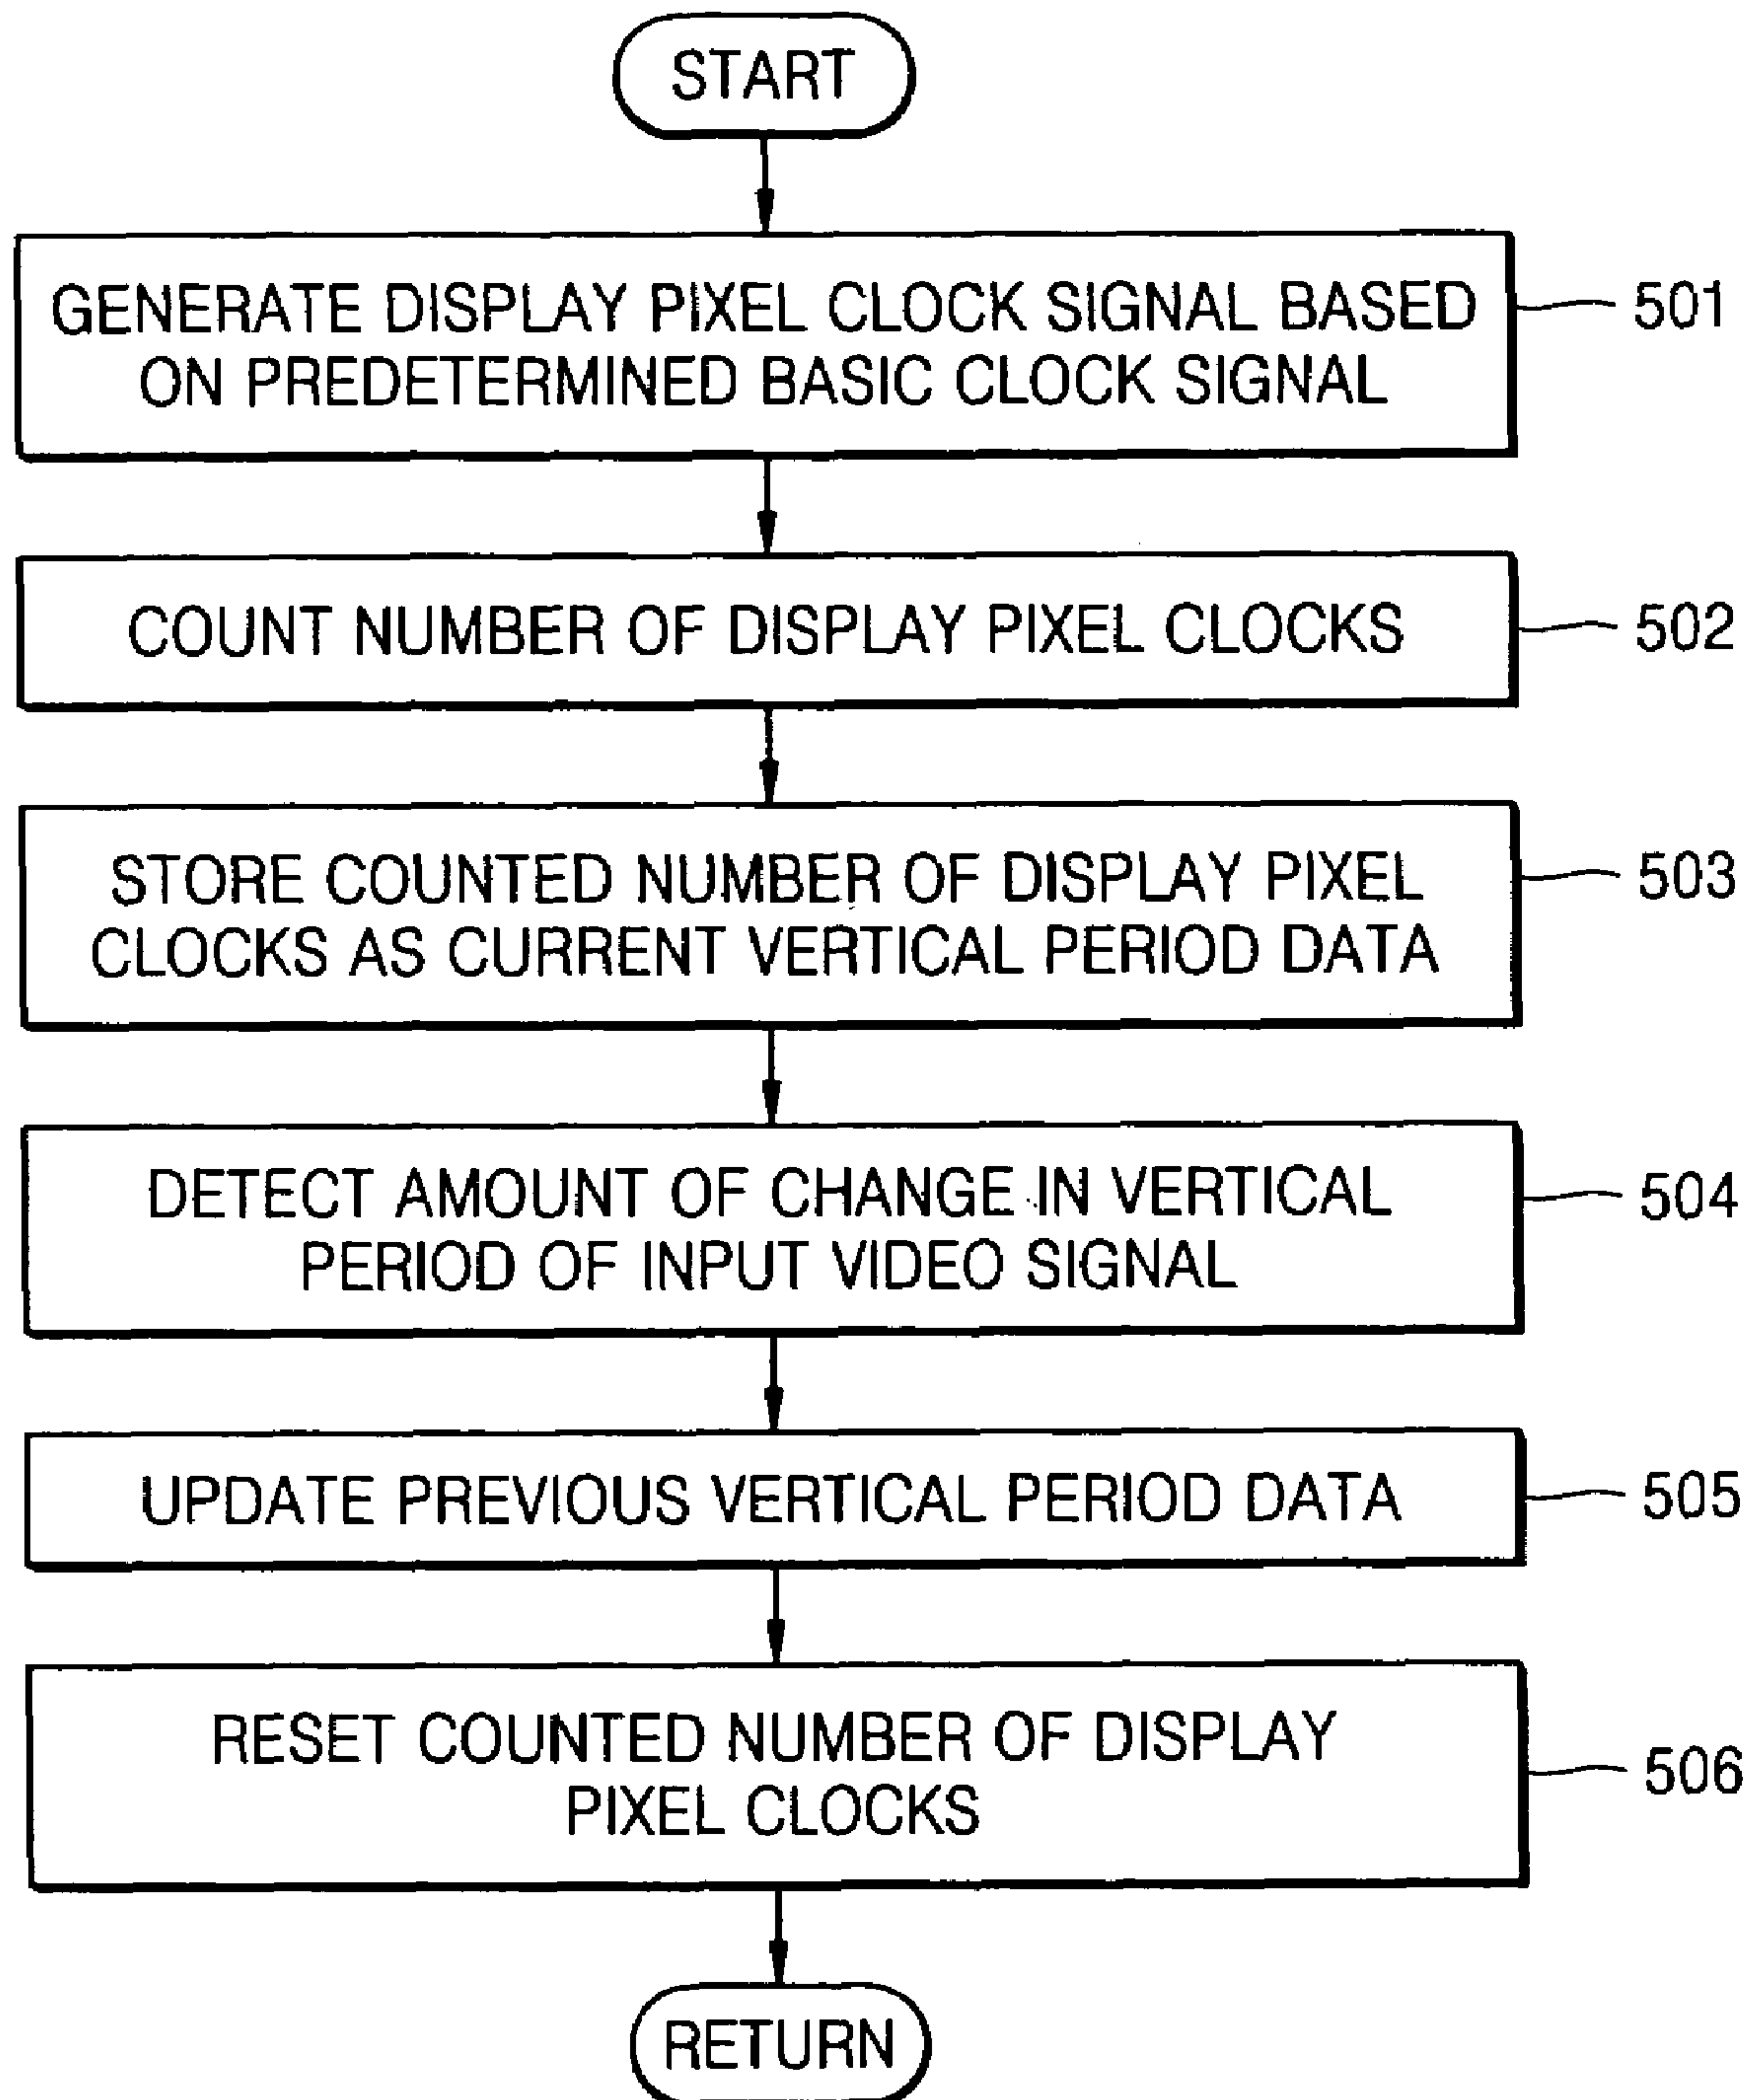 START
GENERATE DISPLAY PIXEL CLOCK SIGNAL BASED
ON PREDETERMINED BASIC CLOCK SIGNAL
501
COUNT NUMBER OF DISPLAY PIXEL CLOCKS
502
STORE COUNTED NUMBER OF DISPLAY PIXEL
CLOCKS AS CURRENT VERTICAL PERIOD DATA
503
DETECT AMOUNT OF CHANGE IN VERTICAL
PERIOD OF INPUT VIDEO SIGNAL
504
UPDATE PREVIOUS VERTICAL PERIOD DATA
505
RESET COUNTED NUMBER OF DISPLAY
PIXEL CLOCKS
506
RETURN